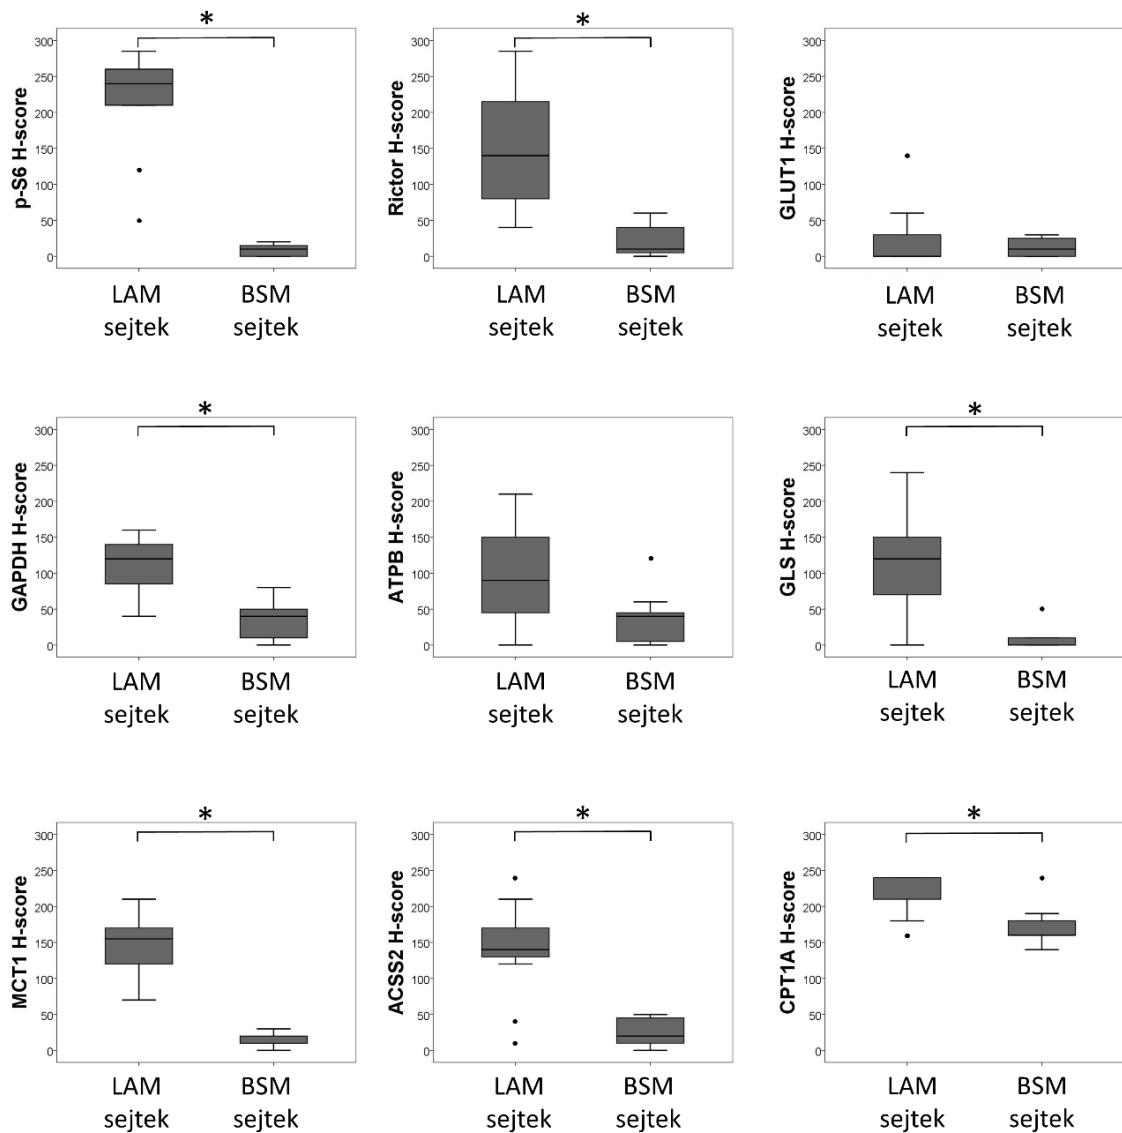 *
p-S6 H-score
300
250
200
150
100
50
0
LAM
sejtek
BSM
sejtek
*
Rictor H-score
300
250
200
150
100
50
0
LAM
sejtek
BSM
sejtek
GLUT1 H-score
300
250
200
150
100
50
0
LAM
sejtek
BSM
sejtek
*
GAPDH H-score
300
250
200
150
100
50
0
LAM
sejtek
BSM
sejtek
ATPB H-score
300
250
200
150
100
50
0
LAM
sejtek
BSM
sejtek
*
GLS H-score
300
250
200
150
100
50
0
LAM
sejtek
BSM
sejtek
*
MCT1 H-score
300
250
200
150
100
50
0
LAM
sejtek
BSM
sejtek
*
ACSS2 H-score
300
250
200
150
100
50
0
LAM
sejtek
BSM
sejtek
*
CPT1A H-score
300
250
200
150
100
50
0
LAM
sejtek
BSM
sejtek